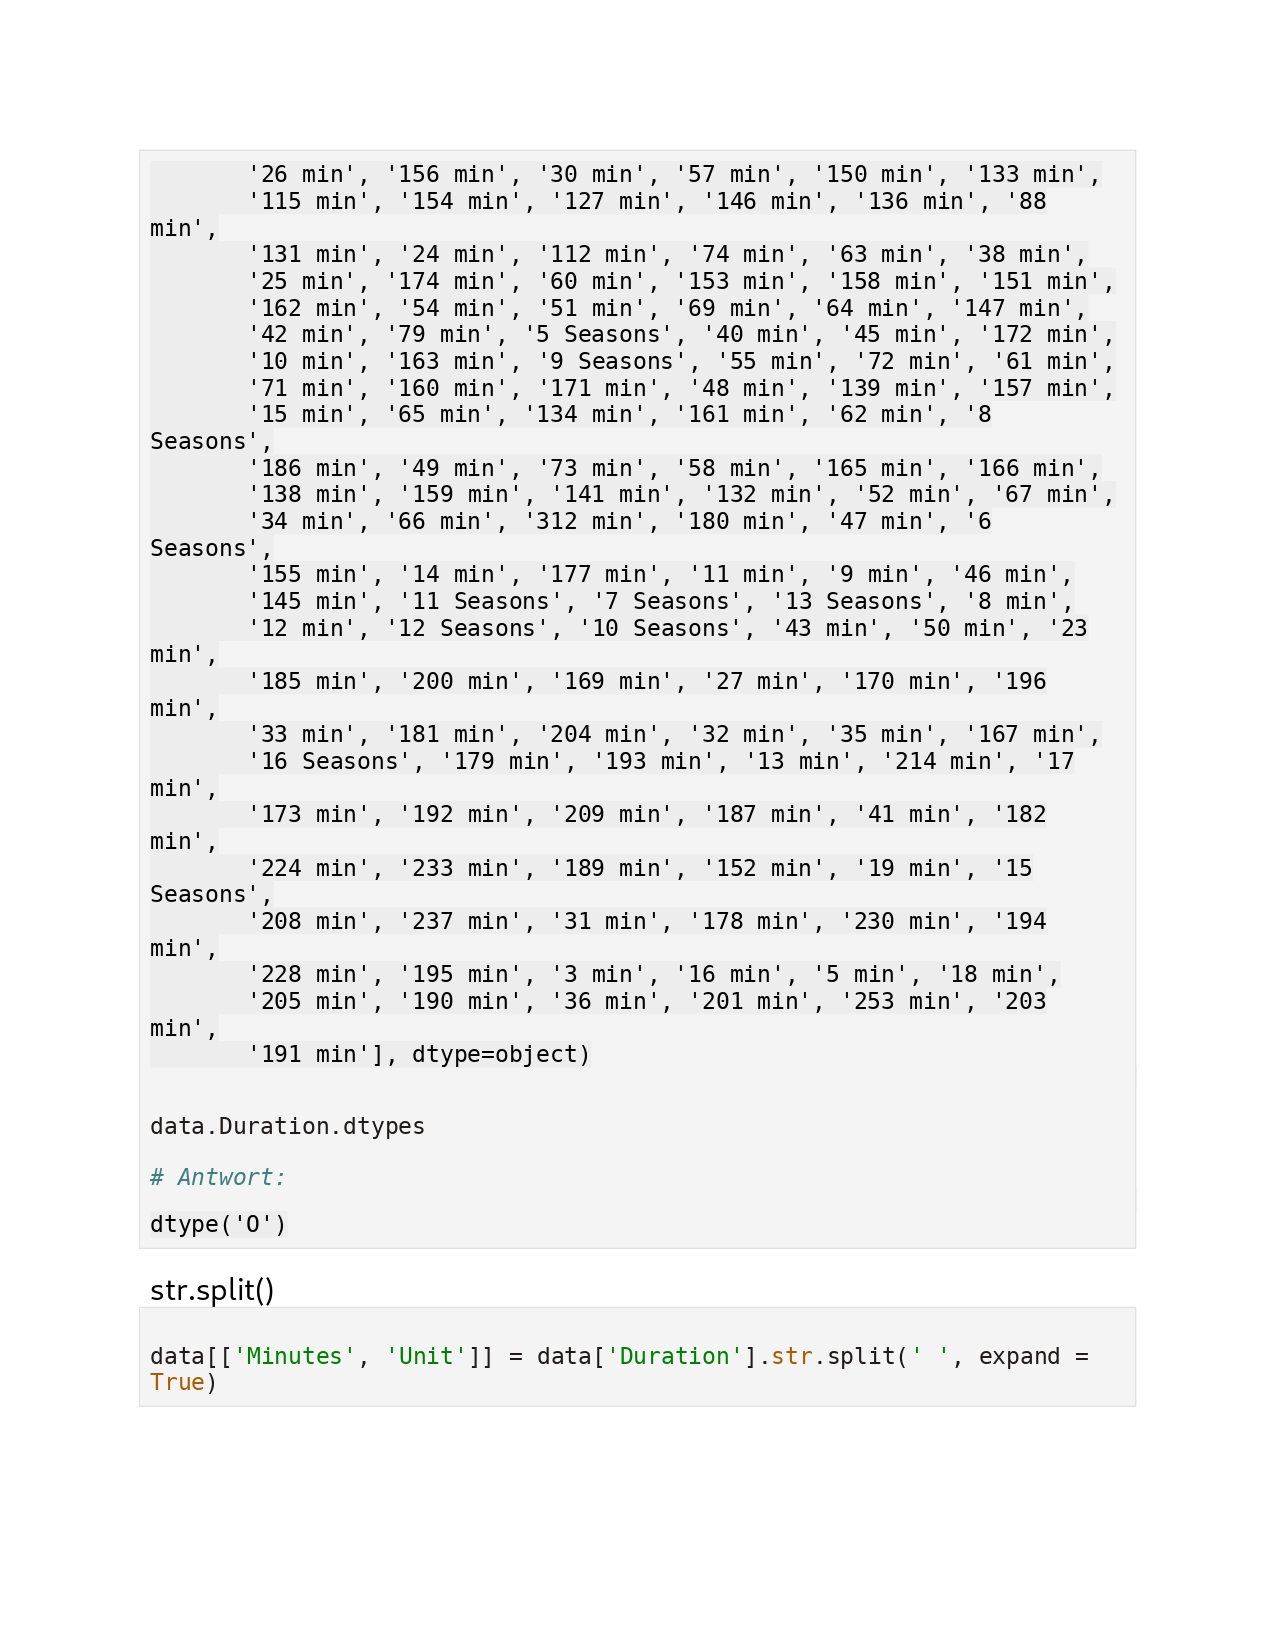 '26 min', '156 min', '30 min', '57 min', '150 min', '133 min',
'115 min', '154 min', '127 min', '146 min', '136 min', '88
min',
'131 min', '24 min', '112 min', '74 min', '63 min', '38 min',
'25 min', '174 min', '60 min', '153 min', '158 min', '151 min',
'162 min', '54 min', '51 min', '69 min', '64 min', '147 min',
'42 min', '79 min', '5 Seasons', '40 min', '45 min', '172 min',
'10 min', '163 min', '9 Seasons', '55 min', '72 min', '61 min',
'71 min', '160 min', '171 min', '48 min', '139 min', '157 min',
'15 min', '65 min', '134 min', '161 min', '62 min', '8
Seasons',
'186 min', '49 min', '73 min', '58 min', '165 min', '166 min',
'138 min', '159 min', '141 min', '132 min', '52 min', '67 min',
'34 min', '66 min', '312 min', '180 min', '47 min', '6
Seasons',
'155 min', '14 min', '177 min', '11 min', '9 min', '46 min',
'145 min', '11 Seasons', '7 Seasons', '13 Seasons', '8 min',
'12 min', '12 Seasons', '10 Seasons', '43 min', '50 min', '23
min',
'185 min', '200 min', '169 min', '27 min', '170 min', '196
min',
'33 min', '181 min', '204 min', '32 min', '35 min', '167 min',
'16 Seasons', '179 min', '193 min', '13 min', '214 min', '17
min',
'173 min', '192 min', '209 min', '187 min', '41 min', '182
min',
'224 min', '233 min', '189 min', '152 min', '19 min', '15
Seasons',
'208 min', '237 min', '31 min', '178 min', '230 min', '194
min',
'228 min', '195 min', '3 min', '16 min', '5 min', '18 min',
'205 min', '190 min', '36 min', '201 min', '253 min', '203
min',
'191 min'], dtype=object)
data.Duration.dtypes
# Antwort:
dtype('O')
str.split()
data[['Minutes', 'Unit']] = data['Duration'].str.split(' ', expand =
True)